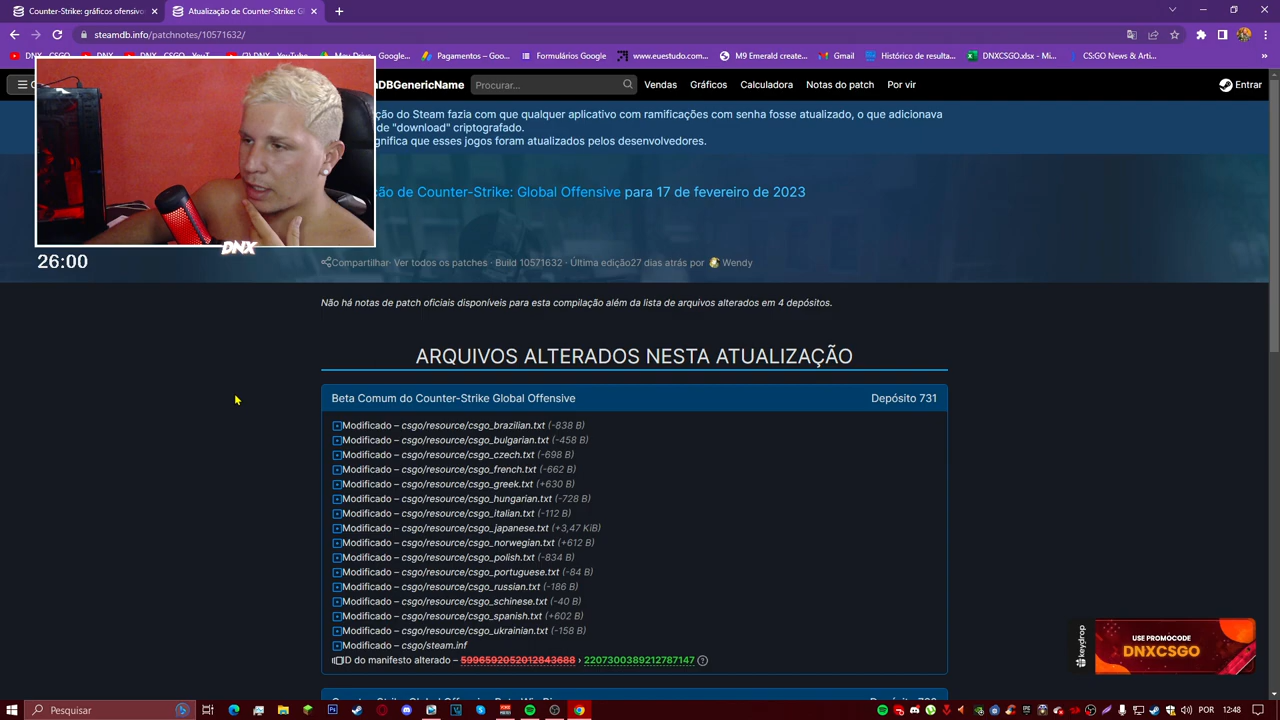 Counter-Strike: gráficos ofensivo
Atualização de Counter-Strike: G
steamdb.info/patchnotes/10571632/
DNX
CSGO
YouTube
YouTube
Meu Drive - Google...
Pagamentos – Goo...
Formulários Google
www.euestudo.com...
M9 Emerald create...
Gmail
Histórico de resulta...
DNXCSGO.xlsx - Mi...
CS:GO News & Arti...
»
aDBGenericName
Procurar...
Vendas
Gráficos
Calculadora
Notas do patch
Por vir
Entrar
ção do Steam fazia com que qualquer aplicativo com ramificações com senha fosse atualizado, o que adicionava
de "download" criptografado.
gnifica que esses jogos foram atualizados pelos desenvolvedores.
ção de Counter-Strike: Global Offensive para 17 de fevereiro de 2023
DNX
26:00
Compartilhar· Ver todos os patches · Build 10571632 · Última edição27 dias atrás por Wendy
Não há notas de patch oficiais disponíveis para esta compilação além da lista de arquivos alterados em 4 depósitos.
ARQUIVOS ALTERADOS NESTA ATUALIZAÇÃO
Beta Comum do Counter-Strike Global Offensive Depósito 731
Modificado – csgo/resource/csgo_brazilian.txt (-838 B)
Modificado – csgo/resource/csgo_bulgarian.txt (-458 B)
Modificado – csgo/resource/csgo_czech.txt (-698 B)
Modificado – csgo/resource/csgo_french.txt (-662 B)
Modificado – csgo/resource/csgo_greek.txt (+630 B)
Modificado – csgo/resource/csgo_hungarian.txt (-728 B)
Modificado – csgo/resource/csgo_italian.txt (-112 B)
Modificado – csgo/resource/csgo_japanese.txt (+3,47 KiB)
Modificado – csgo/resource/csgo_norwegian.txt (+612 B)
Modificado – csgo/resource/csgo_polish.txt (-834 B)
Modificado – csgo/resource/csgo_portuguese.txt (-84 B)
Modificado – csgo/resource/csgo_russian.txt (-186 B)
Modificado – csgo/resource/csgo_schinese.txt (-40 B)
Modificado – csgo/resource/csgo_spanish.txt (+602 B)
Modificado – csgo/resource/csgo_ukrainian.txt (-158 B)
Modificado – csgo/steam.inf
ID do manifesto alterado – 5996592052012843688 › 2207300389212787147
keydrop
USE PROMOCODE
DNXCSGO
Pesquisar
POR
12:48